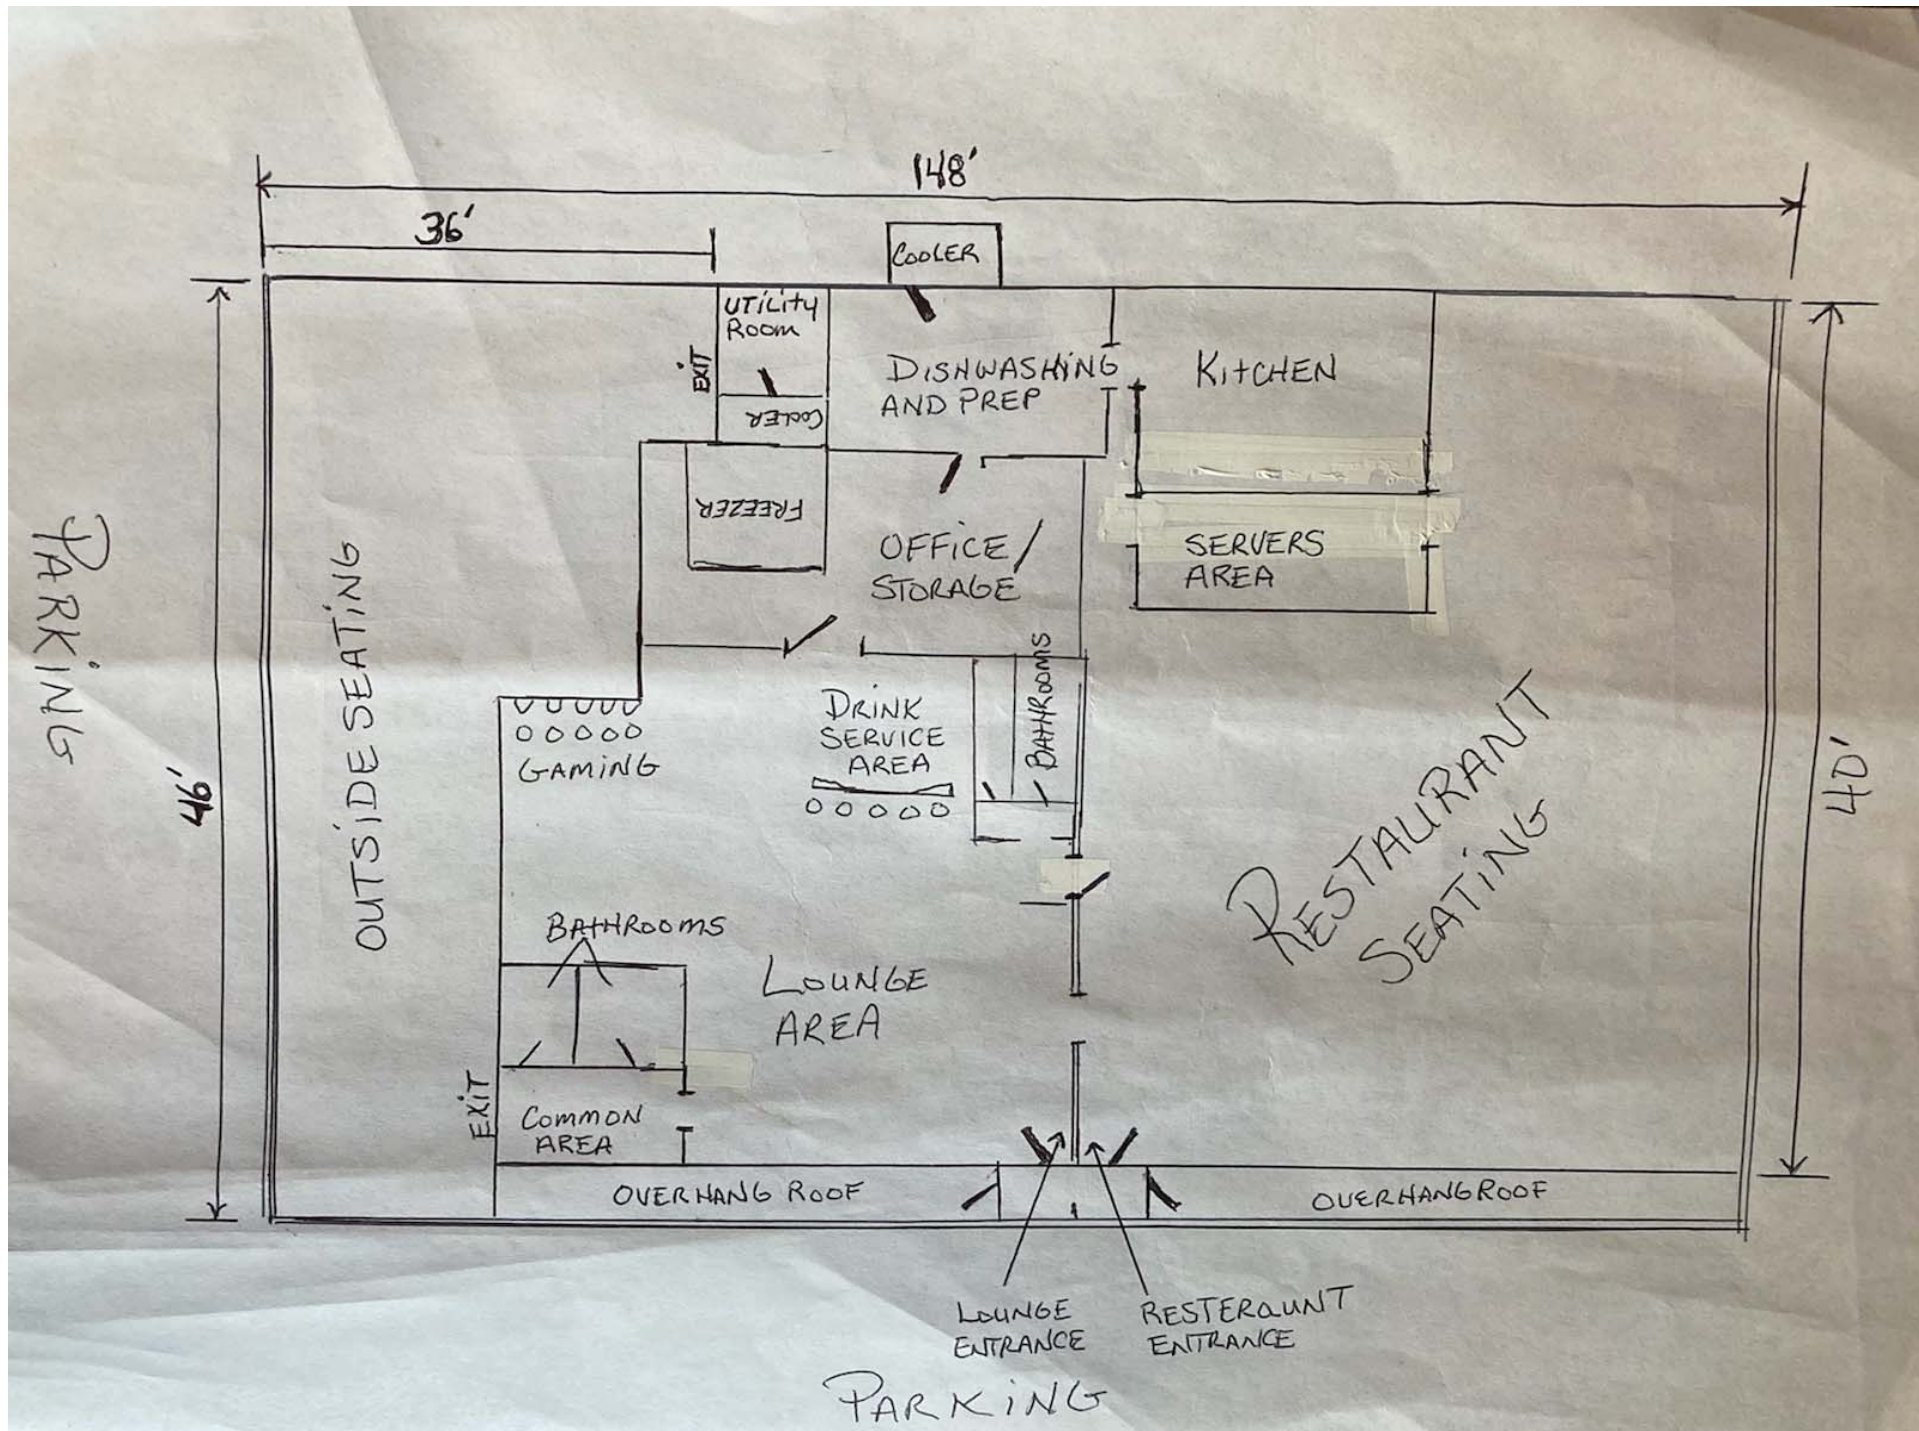 148'
36'
COOLER
UTILITY
ROOM
EXIT
COOLER
DISHWASHING
AND PREP
KITCHEN
FREEZER
OFFICE/
STORAGE
SERVERS
AREA
PARKING
46'
OUTSIDE SEATING
GAMING
DRINK
SERVICE
AREA
BATHROOMS
RESTAURANT
SEATING
40'
BATHROOMS
LOUNGE
AREA
EXIT
COMMON
AREA
OVERHANG ROOF
OVERHANG ROOF
LOUNGE
ENTRANCE
RESTERAUNT
ENTRANCE
PARKING